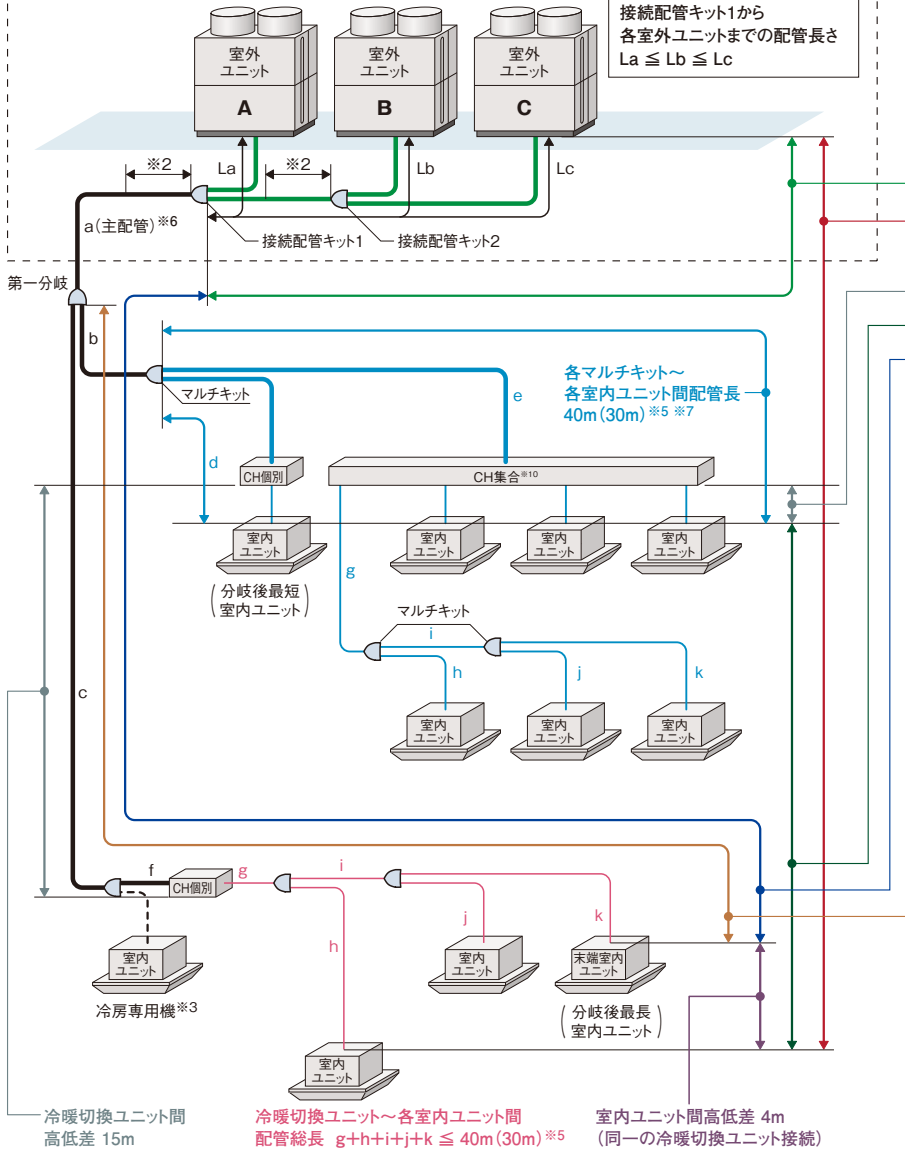 接続配管キット1から
各室外ユニットまでの配管長さ
La ≦ Lb ≦ Lc
室外
ユニット
A
室外
ユニット
B
室外
ユニット
C
※2
La
※2
Lb
Lc
a(主配管)※6
接続配管キット1
接続配管キット2
第一分岐
b
マルチキット
e
各マルチキット〜
各室内ユニット間配管長
40m(30m)※5 ※7
d
CH個別
CH集合※10
室内
ユニット
室内
ユニット
室内
ユニット
室内
ユニット
(分岐後最短
室内ユニット)
g
マルチキット
i
h
j
k
c
室内
ユニット
室内
ユニット
室内
ユニット
f
CH個別
g
i
j
k
h
室内
ユニット
冷房専用機※3
室内
ユニット
末端室内
ユニット
(分岐後最長
室内ユニット)
室内
ユニット
冷暖切換ユニット間
高低差 15m
冷暖切換ユニット〜各室内ユニット間
配管総長 g+h+i+j+k ≦ 40m(30m)※5
室内ユニット間高低差 4m
(同一の冷暖切換ユニット接続)